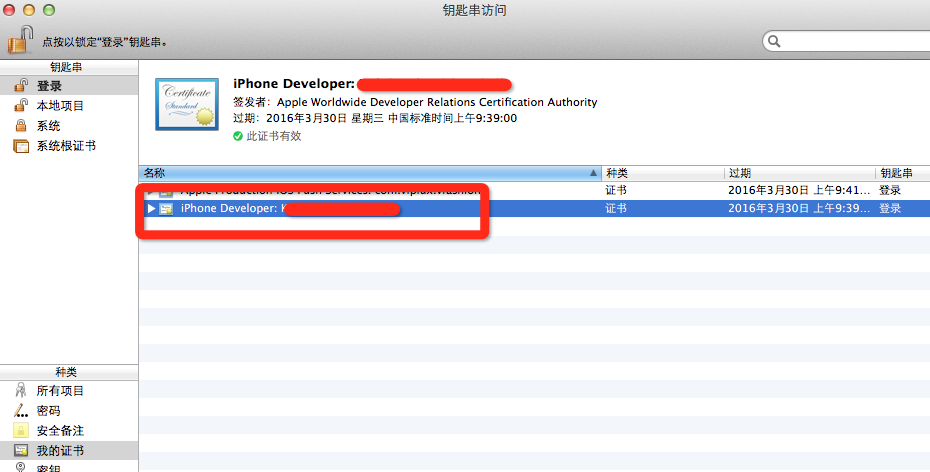 钥匙串访问
点按以锁定“登录”钥匙串。
钥匙串
登录
本地项目
系统
系统根证书
iPhone Developer:
签发者：Apple Worldwide Developer Relations Certification Authority
过期：2016年3月30日 星期三 中国标准时间上午9:39:00
此证书有效
名称 种类 过期 钥匙串
Apple Production iOS Push Services: 证书 2016年3月30日 上午9:41... 登录
iPhone Developer: 证书 2016年3月30日 上午9:39... 登录
种类
所有项目
密码
安全备注
我的证书
密钥